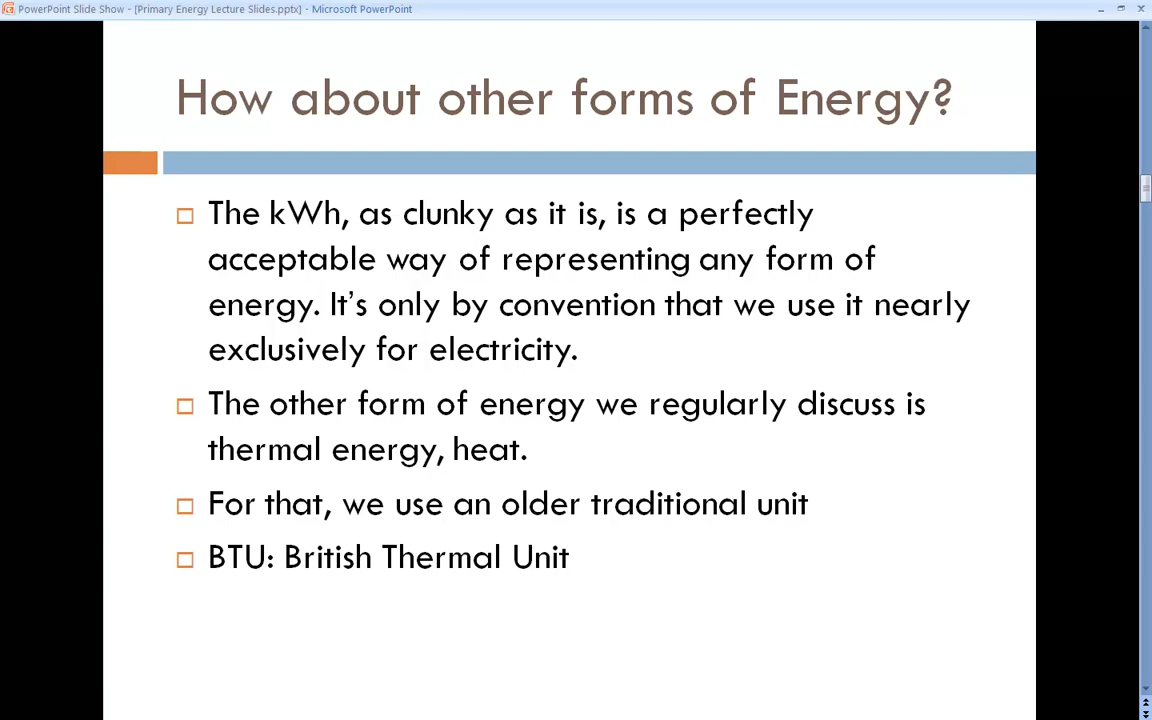 PowerPoint Slide Show - [Primary Energy Lecture Slides.pptx] - Microsoft PowerPoint
How about other forms of Energy?
The kWh, as clunky as it is, is a perfectly
acceptable way of representing any form of
energy. It's only by convention that we use it nearly
exclusively for electricity.
The other form of energy we regularly discuss is
thermal energy, heat.
For that, we use an older traditional unit
BTU: British Thermal Unit